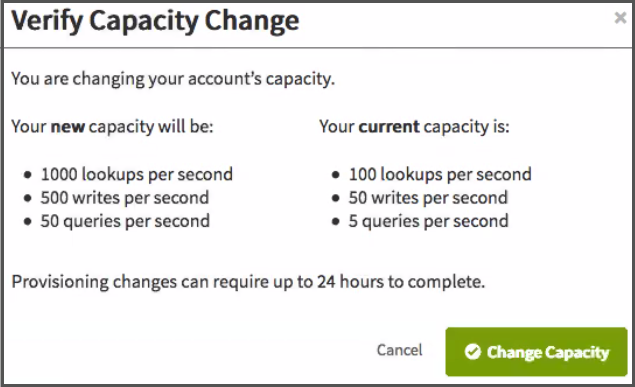 Verify Capacity Change
You are changing your account's capacity.
Your new capacity will be:
• 1000 lookups per second
• 500 writes per second
• 50 queries per second
Your current capacity is:
• 100 lookups per second
• 50 writes per second
• 5 queries per second
Provisioning changes can require up to 24 hours to complete.
Cancel
Change Capacity